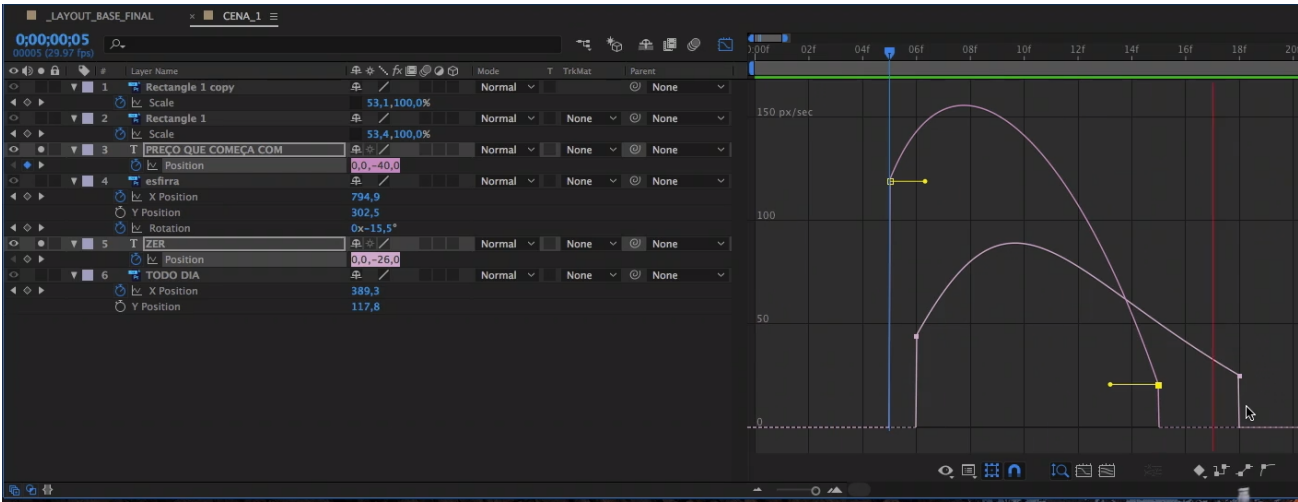 _LAYOUT_BASE_FINAL × CENA_1
0;00;00;05
00005 (29.97 fps)
# Layer Name Mode T TrkMat Parent
1 Rectangle 1 copy Normal None
Scale 53,1,100,0%
2 Rectangle 1 Normal None None
Scale 53,4,100,0%
3 T PREÇO QUE COMEÇA COM Normal None None
Position 0,0,-40,0
4 esfirra Normal None None
X Position 794,9
Y Position 302,5
Rotation 0x-15,5°
5 T ZER Normal None None
Position 0,0,-26,0
6 TODO DIA Normal None None
X Position 389,3
Y Position 117,8
0:00f 02f 04f 06f 08f 10f 12f 14f 16f 18f 20
150 px/sec
100
50
0